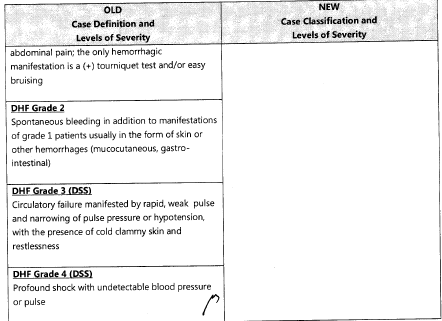 OLD
Case Definition and
Levels of Severity
NEW
Case Classification and
Levels of Severity
abdominal pain; the only hemorrhagic
manifestation is a (+) tourniquet test and/or easy
bruising
DHF Grade 2
Spontaneous bleeding in addition to manifestations
of grade 1 patients usually in the form of skin or
other hemorrhages (mucocutaneous, gastro-
intestinal)
DHF Grade 3 (DSS)
Circulatory failure manifested by rapid, weak pulse
and narrowing of pulse pressure or hypotension,
with the presence of cold clammy skin and
restlessness
DHF Grade 4 (DSS)
Profound shock with undetectable blood pressure
or pulse